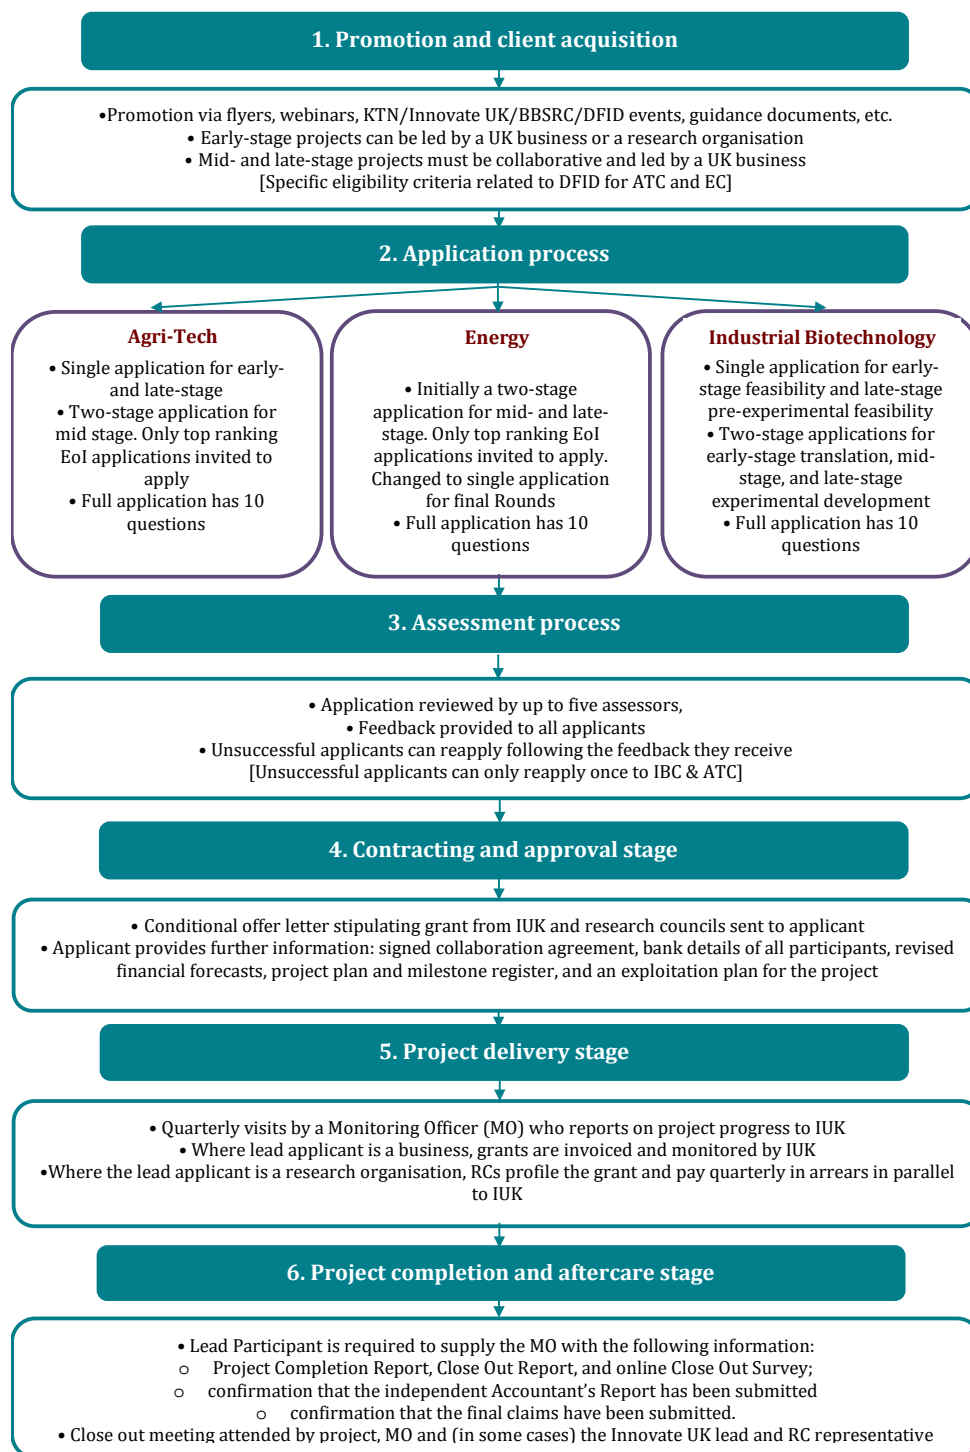 1. Promotion and client acquisition
•Promotion via flyers, webinars, KTN/Innovate UK/BBSRC/DFID events, guidance documents, etc.
• Early-stage projects can be led by a UK business or a research organisation
• Mid- and late-stage projects must be collaborative and led by a UK business
[Specific eligibility criteria related to DFID for ATC and EC]
2. Application process
Agri-Tech
• Single application for early-
and late-stage
• Two-stage application for
mid stage. Only top ranking
EoI applications invited to
apply
• Full application has 10
questions
Energy
• Initially a two-stage
application for mid- and late-
stage. Only top ranking EoI
applications invited to apply.
Changed to single application
for final Rounds
• Full application has 10
questions
Industrial Biotechnology
• Single application for early-
stage feasibility and late-stage
pre-experimental feasibility
• Two-stage applications for
early-stage translation, mid-
stage, and late-stage
experimental development
• Full application has 10
questions
3. Assessment process
• Application reviewed by up to five assessors,
• Feedback provided to all applicants
• Unsuccessful applicants can reapply following the feedback they receive
[Unsuccessful applicants can only reapply once to IBC & ATC]
4. Contracting and approval stage
• Conditional offer letter stipulating grant from IUK and research councils sent to applicant
• Applicant provides further information: signed collaboration agreement, bank details of all participants, revised
financial forecasts, project plan and milestone register, and an exploitation plan for the project
5. Project delivery stage
• Quarterly visits by a Monitoring Officer (MO) who reports on project progress to IUK
• Where lead applicant is a business, grants are invoiced and monitored by IUK
•Where the lead applicant is a research organisation, RCs profile the grant and pay quarterly in arrears in parallel
to IUK
6. Project completion and aftercare stage
• Lead Participant is required to supply the MO with the following information:
o Project Completion Report, Close Out Report, and online Close Out Survey;
o confirmation that the independent Accountant's Report has been submitted
o confirmation that the final claims have been submitted.
• Close out meeting attended by project, MO and (in some cases) the Innovate UK lead and RC representative